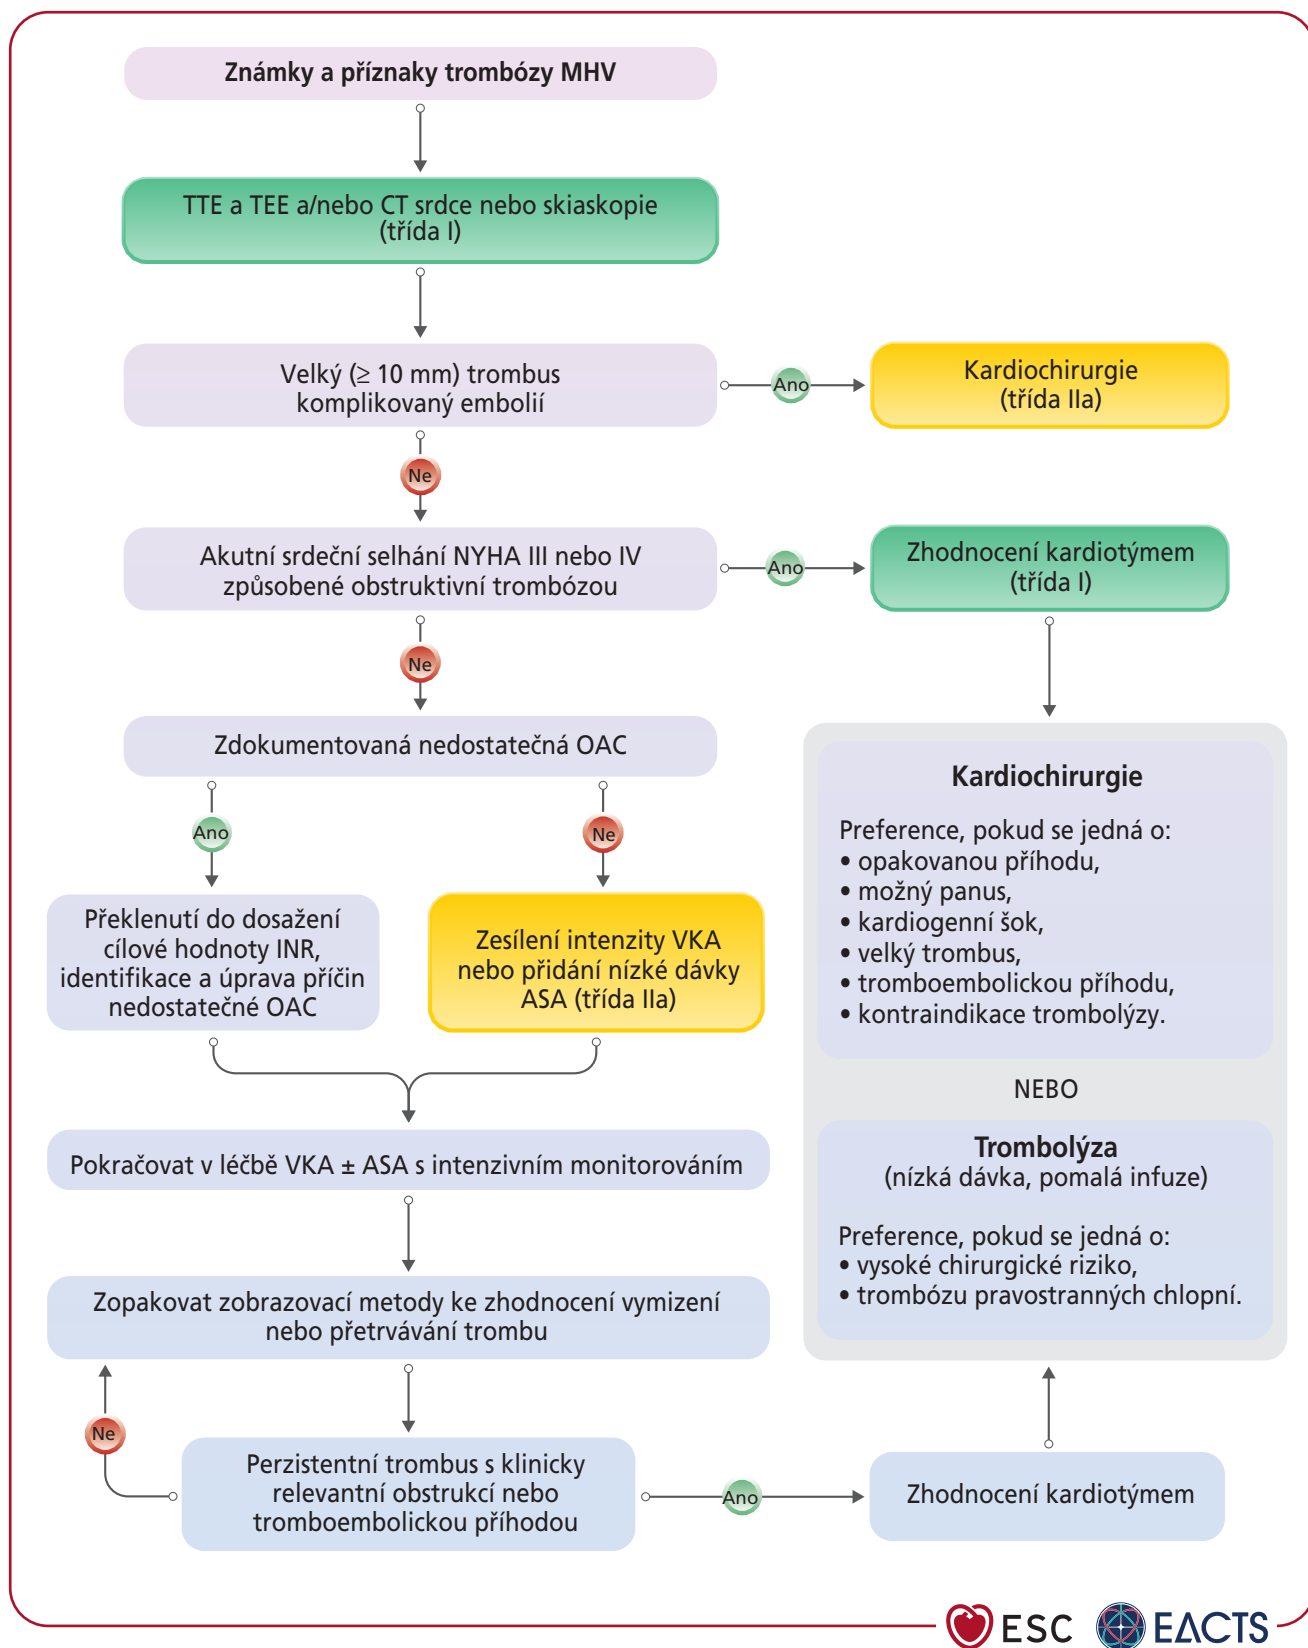 Známky a příznaky trombózy MHV
TTE a TEE a/nebo CT srdce nebo skiaskopie
(třída I)
Velký (≥ 10 mm) trombus
komplikovaný embolií
Ano
Kardiochirurgie
(třída IIa)
Ne
Akutní srdeční selhání NYHA III nebo IV
způsobené obstruktivní trombózou
Ano
Zhodnocení kardiotýmem
(třída I)
Ne
Zdokumentovaná nedostatečná OAC
Ano
Ne
Překlenutí do dosažení
cílové hodnoty INR,
identifikace a úprava příčin
nedostatečné OAC
Zesílení intenzity VKA
nebo přidání nízké dávky
ASA (třída IIa)
Kardiochirurgie
Preference, pokud se jedná o:
• opakovanou příhodu,
• možný panus,
• kardiogenní šok,
• velký trombus,
• tromboembolickou příhodu,
• kontraindikace trombolýzy.
NEBO
Trombolýza
(nízká dávka, pomalá infuze)
Preference, pokud se jedná o:
• vysoké chirurgické riziko,
• trombózu pravostranných chlopní.
Pokračovat v léčbě VKA ± ASA s intenzivním monitorováním
Zopakovat zobrazovací metody ke zhodnocení vymizení
nebo přetrvávání trombu
Ne
Perzistentní trombus s klinicky
relevantní obstrukcí nebo
tromboembolickou příhodou
Ano
Zhodnocení kardiotýmem
ESC
EACTS